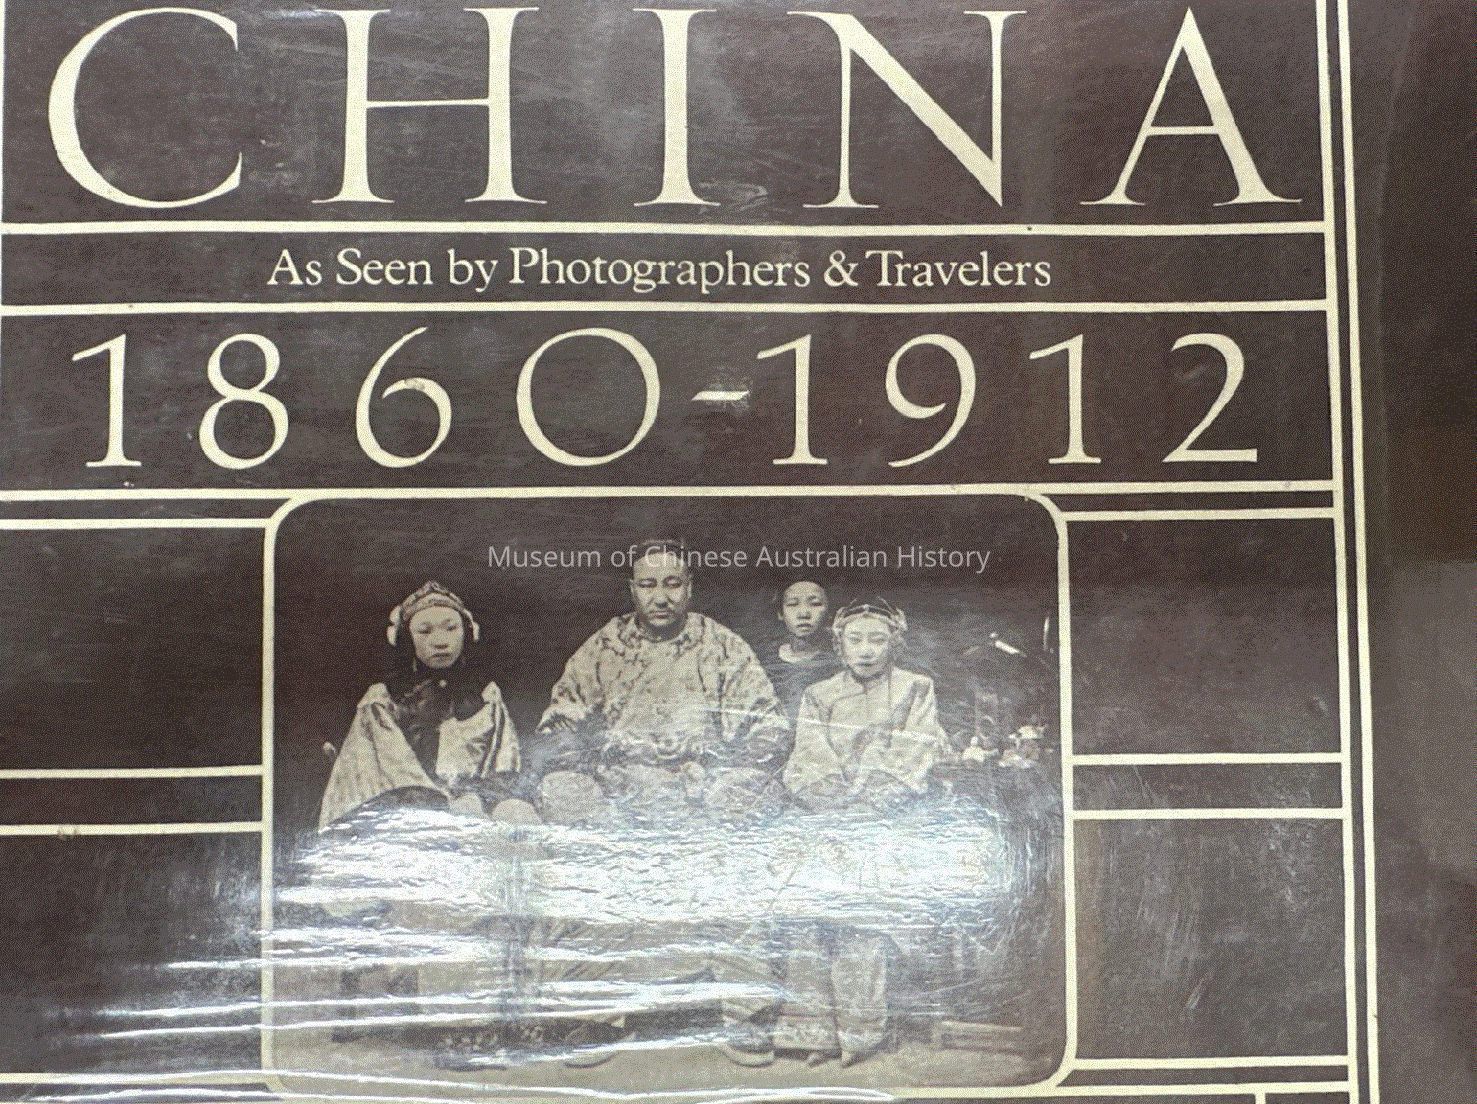 CHINA
As Seen by Photographers & Travelers
1860-1912
Museum of Chinese Australian History